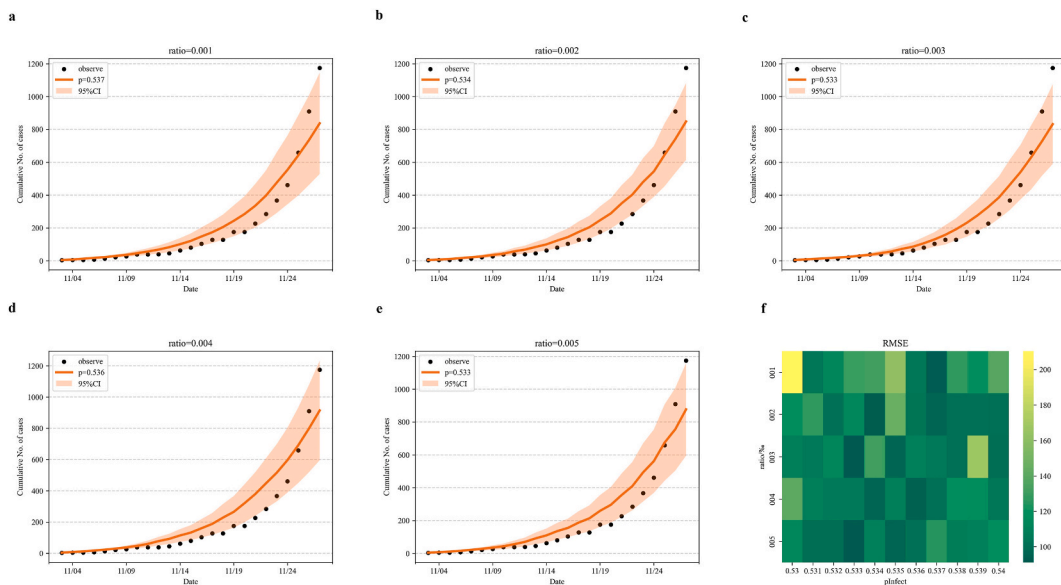 a
ratio=0.001
observe
p=0.537
95%CI
1200
1000
800
600
400
200
0
Cumulative No. of cases
11/04
11/09
11/14
11/19
11/24
Date
b
ratio=0.002
observe
p=0.534
95%CI
1200
1000
800
600
400
200
0
Cumulative No. of cases
11/04
11/09
11/14
11/19
11/24
Date
c
ratio=0.003
observe
p=0.533
95%CI
1200
1000
800
600
400
200
0
Cumulative No. of cases
11/04
11/09
11/14
11/19
11/24
Date
d
ratio=0.004
observe
p=0.536
95%CI
1200
1000
800
600
400
200
0
Cumulative No. of cases
11/04
11/09
11/14
11/19
11/24
Date
e
ratio=0.005
observe
p=0.533
95%CI
1200
1000
800
600
400
200
0
Cumulative No. of cases
11/04
11/09
11/14
11/19
11/24
Date
f
RMSE
001
002
003
004
005
ratio/‰
0.53 0.531 0.532 0.533 0.534 0.535 0.536 0.537 0.538 0.539 0.54
pInfect
200
180
160
140
120
100